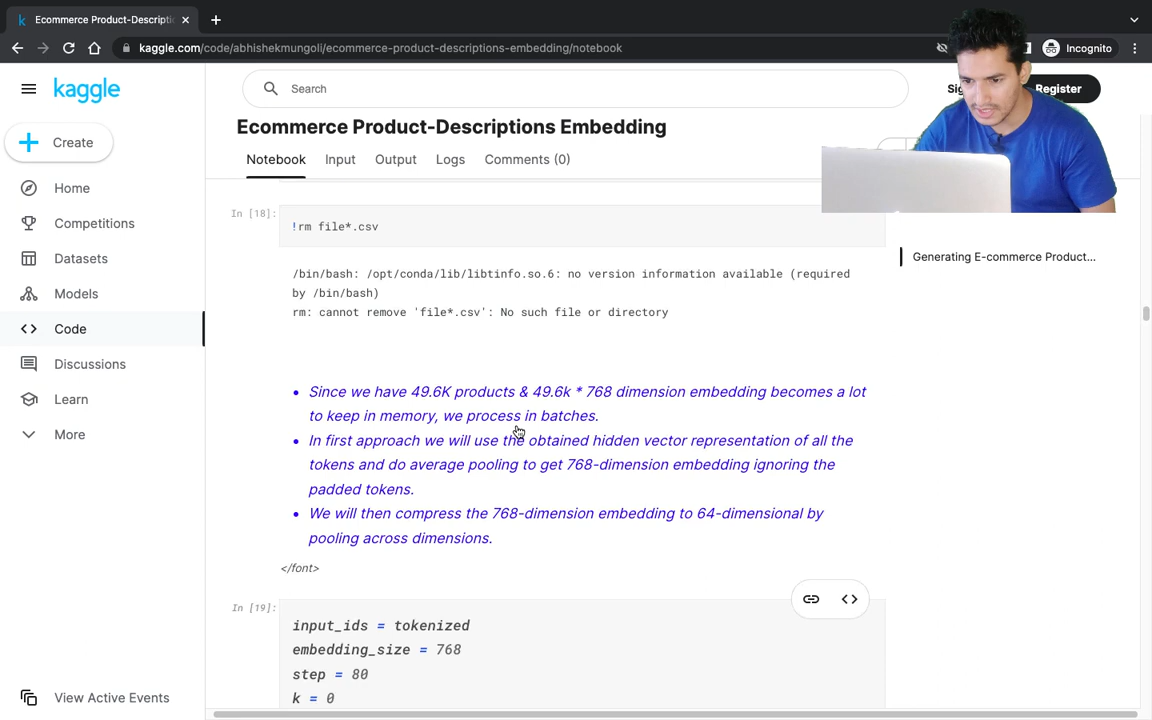 Ecommerce Product-Descripti
kaggle.com/code/abhishekmungoli/ecommerce-product-descriptions-embedding/notebook
Incognito
kaggle
Search
Register
Create
Ecommerce Product-Descriptions Embedding
Notebook Input Output Logs Comments (0)
Home
Competitions
Datasets
Models
Code
Discussions
Learn
More
View Active Events
In [18]:
!rm file*.csv
/bin/bash: /opt/conda/lib/libtinfo.so.6: no version information available (required
by /bin/bash)
rm: cannot remove 'file*.csv': No such file or directory
Generating E-commerce Product...
• Since we have 49.6K products & 49.6k * 768 dimension embedding becomes a lot
to keep in memory, we process in batches.
• In first approach we will use the obtained hidden vector representation of all the
tokens and do average pooling to get 768-dimension embedding ignoring the
padded tokens.
• We will then compress the 768-dimension embedding to 64-dimensional by
pooling across dimensions.
</font>
In [19]:
input_ids = tokenized
embedding_size = 768
step = 80
k = 0